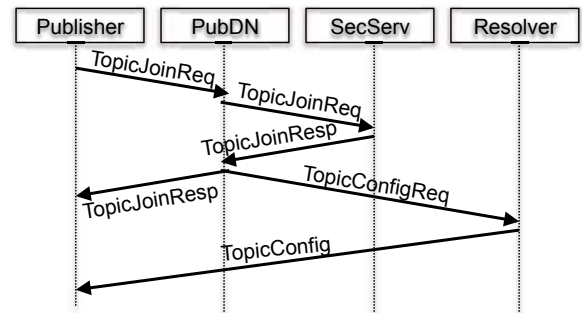 Publisher
PubDN
SecServ
Resolver
TopicJoinReq
TopicJoinReq
TopicJoinResp
TopicJoinResp
TopicConfigReq
TopicConfig